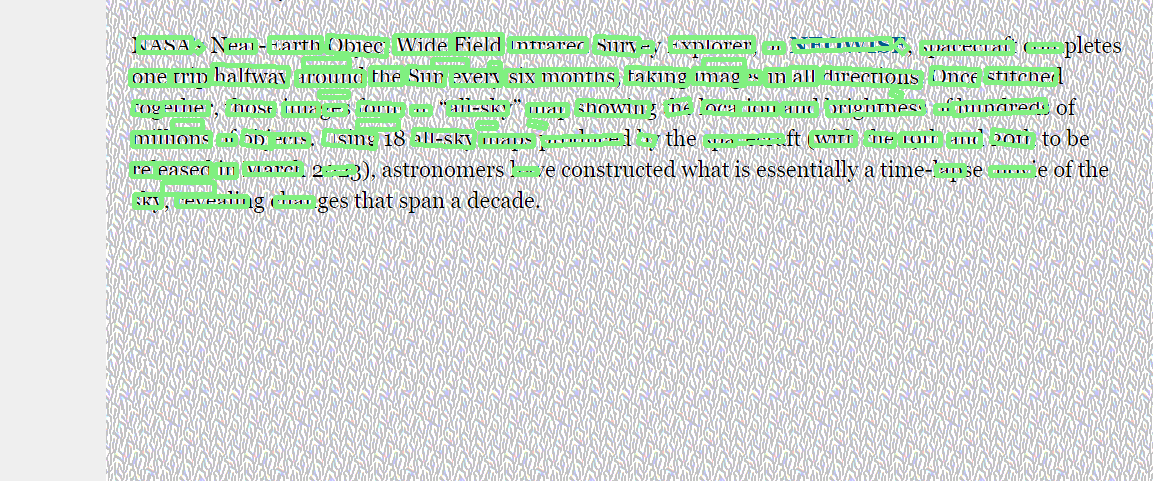 NASA's Near-Earth Object Wide Field Infrared Survey Explorer, or NEOWISE, spacecraft completes
one trip halfway around the Sun every six months, taking images in all directions. Once stitched
together, those images form an “all-sky” map showing the location and brightness of hundreds of
millions of objects. Using 18 all-sky maps produced by the spacecraft (with the 19th and 20th to be
released in March 2023), astronomers have constructed what is essentially a time-lapse movie of the
sky, revealing changes that span a decade.